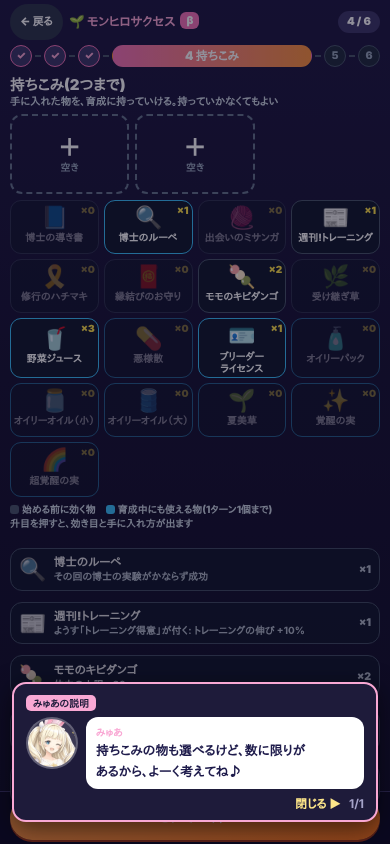 ← 戻る
🌱 モンヒロサクセス β
4 / 6
✓ ✓ ✓ 4 持ちこみ 5 6
持ちこみ(2つまで)
手に入れた物を、育成に持っていける。持っていかなくてもよい
+ +
空き 空き
×0 ×1 ×0 ×1
博士の導き書 博士のルーペ 出会いのミサンガ 週刊!トレーニング
×0 ×0 ×2 ×0
修行のハチマキ 縁結びのお守り モモのキビダンゴ 受け継ぎ草
×3 ×0 ×1 ×0
野菜ジュース 悪様散 ブリーダー
ライセンス オイリーパック
×0 ×0 ×0 ×0
オイリーオイル(小) オイリーオイル(大) 夏美草 覚醒の実
×0
超覚醒の実
始める前に効く物 育成中にも使える物(1ターン1個まで)
升目を押すと、効き目と手に入れ方が出ます
博士のルーペ
その回の博士の実験がかならず成功
×1
週刊!トレーニング
ようす「トレーニング得意」が付く: トレーニングの伸び +10%
×1
モモのキビダンゴ
×2
みゅあの説明
みゅあ
持ちこみの物も選べるけど、数に限りが
あるから、よーく考えてね♪
閉じる ▶ 1/1